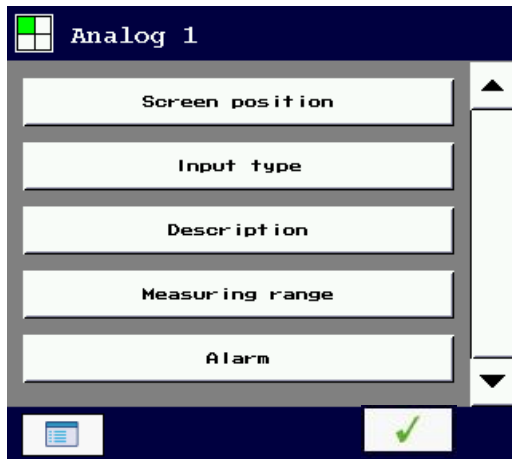 Analog 1
Screen position
Input type
Description
Measuring range
Alarm